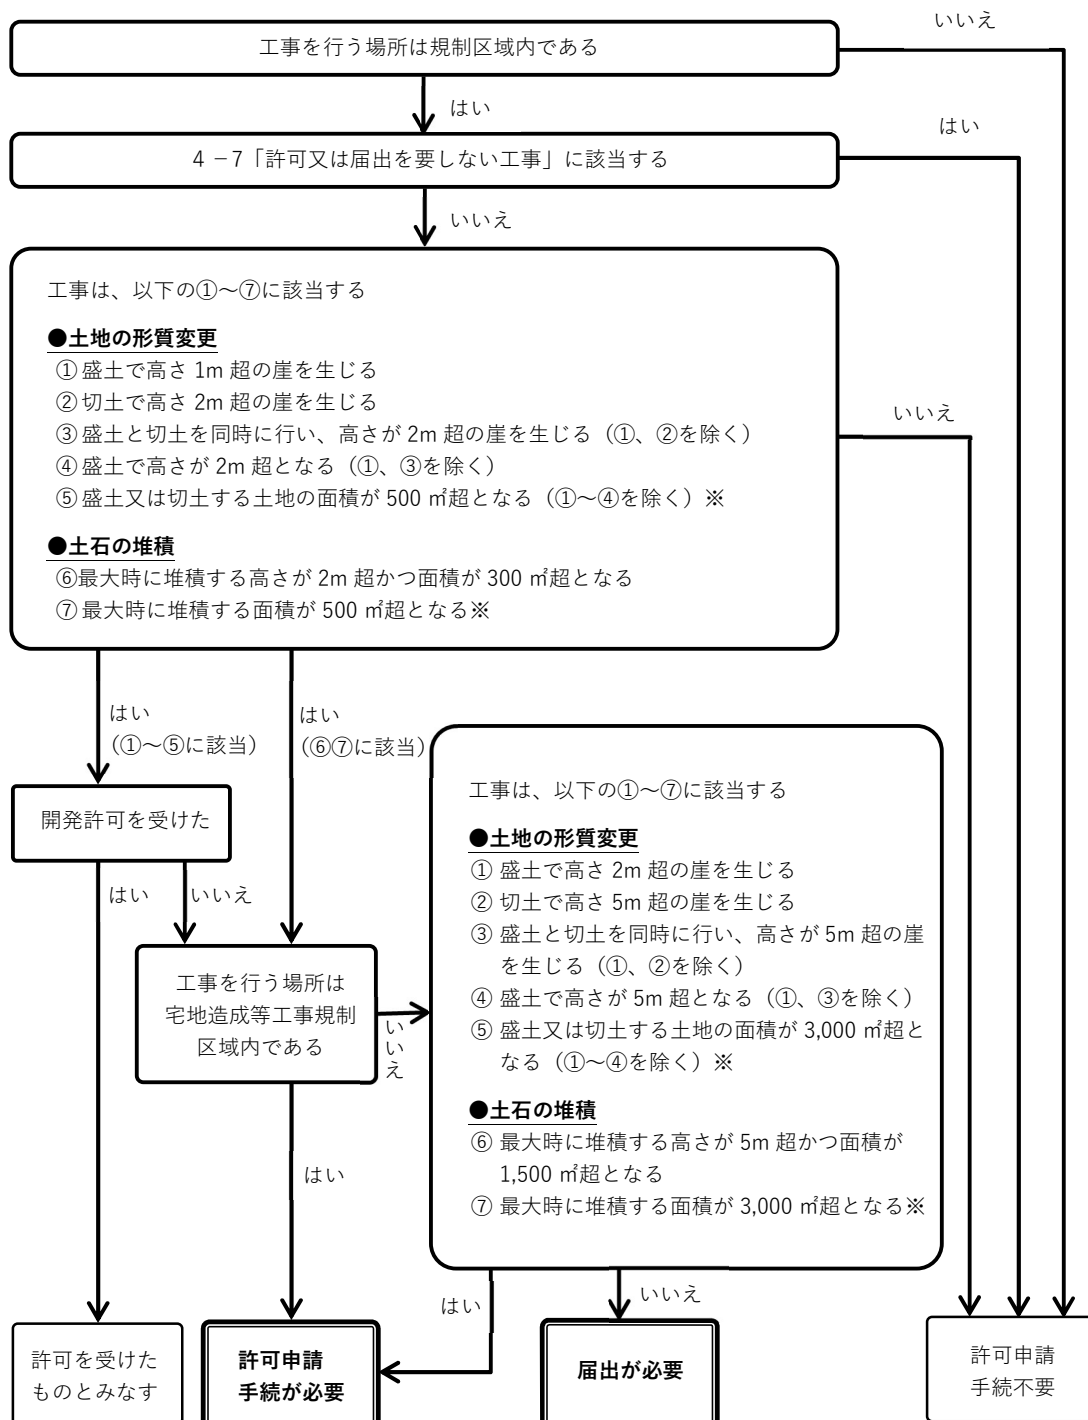 いいえ
工事を行う場所は規制区域内である
はい
はい
4－7「許可又は届出を要しない工事」に該当する
いいえ
工事は、以下の①～⑦に該当する
●土地の形質変更
①盛土で高さ 1m 超の崖を生じる
②切土で高さ 2m 超の崖を生じる
③盛土と切土を同時に行い、高さが 2m 超の崖を生じる（①、②を除く）
④盛土で高さが 2m 超となる（①、③を除く）
⑤盛土又は切土する土地の面積が 500 ㎡超となる（①～④を除く）※
●土石の堆積
⑥最大時に堆積する高さが 2m 超かつ面積が 300 ㎡超となる
⑦最大時に堆積する面積が 500 ㎡超となる※
いいえ
はい
（①～⑤に該当）
はい
（⑥⑦に該当）
開発許可を受けた
はい
いいえ
工事を行う場所は
宅地造成等工事規制
区域内である
いいえ
はい
工事は、以下の①～⑦に該当する
●土地の形質変更
① 盛土で高さ 2m 超の崖を生じる
② 切土で高さ 5m 超の崖を生じる
③ 盛土と切土を同時に行い、高さが 5m 超の崖
を生じる（①、②を除く）
④ 盛土で高さが 5m 超となる（①、③を除く）
⑤ 盛土又は切土する土地の面積が 3,000 ㎡超と
なる（①～④を除く）※
●土石の堆積
⑥ 最大時に堆積する高さが 5m 超かつ面積が
1,500 ㎡超となる
⑦ 最大時に堆積する面積が 3,000 ㎡超となる※
はい
いいえ
許可を受けた
ものとみなす
許可申請
手続が必要
届出が必要
許可申請
手続不要